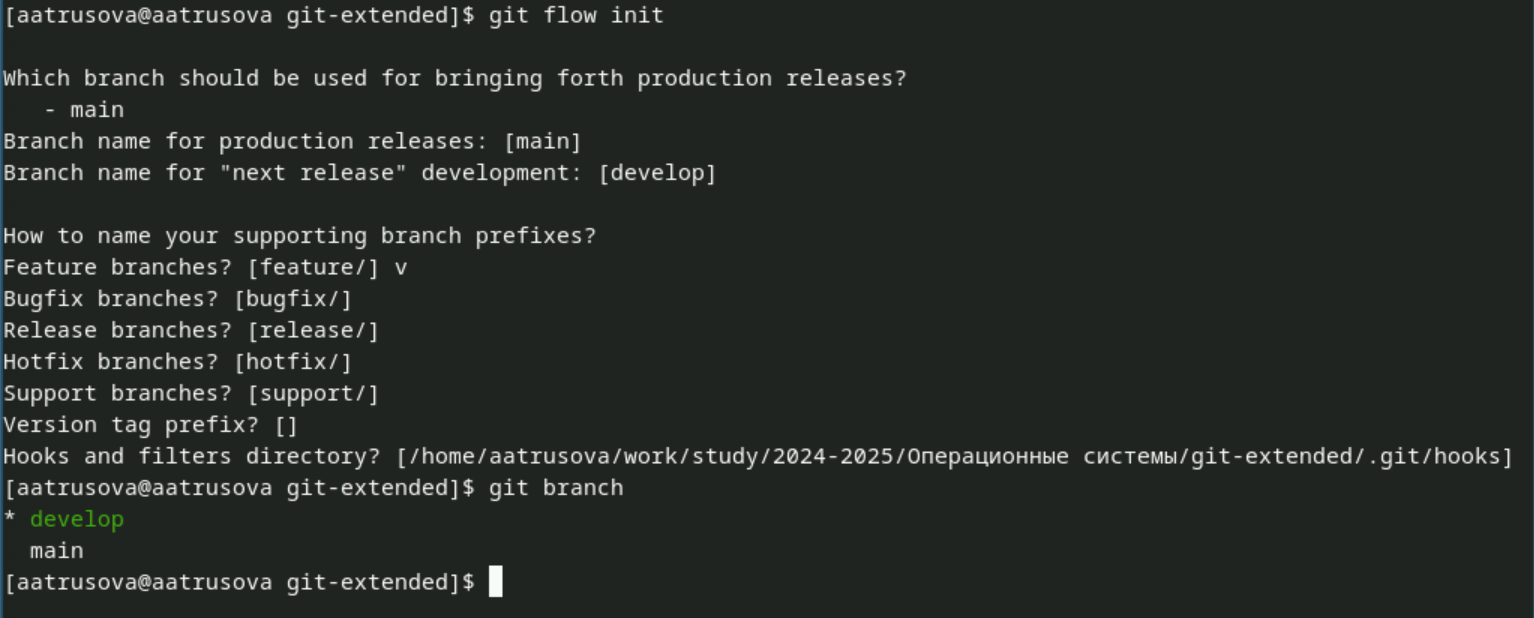 [aatrusova@aatrusova git-extended]$ git flow init
Which branch should be used for bringing forth production releases?
   - main
Branch name for production releases: [main]
Branch name for "next release" development: [develop]
How to name your supporting branch prefixes?
Feature branches? [feature/] v
Bugfix branches? [bugfix/]
Release branches? [release/]
Hotfix branches? [hotfix/]
Support branches? [support/]
Version tag prefix? []
Hooks and filters directory? [/home/aatrusova/work/study/2024-2025/Операционные системы/git-extended/.git/hooks]
[aatrusova@aatrusova git-extended]$ git branch
* develop
  main
[aatrusova@aatrusova git-extended]$